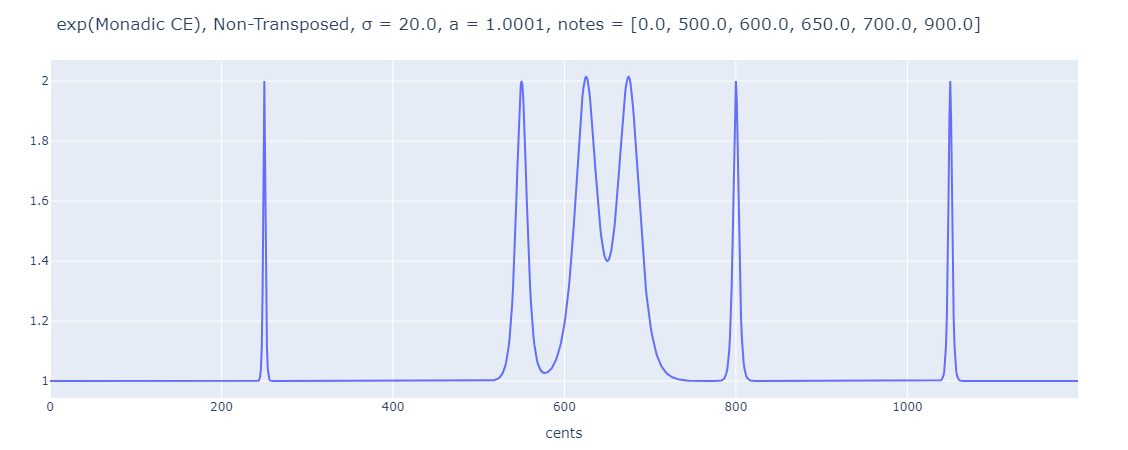 exp(Monadic CE), Non-Transposed, σ = 20.0, a = 1.0001, notes = [0.0, 500.0, 600.0, 650.0, 700.0, 900.0]
2
1.8
1.6
1.4
1.2
1
0 200 400 600 800 1000
cents